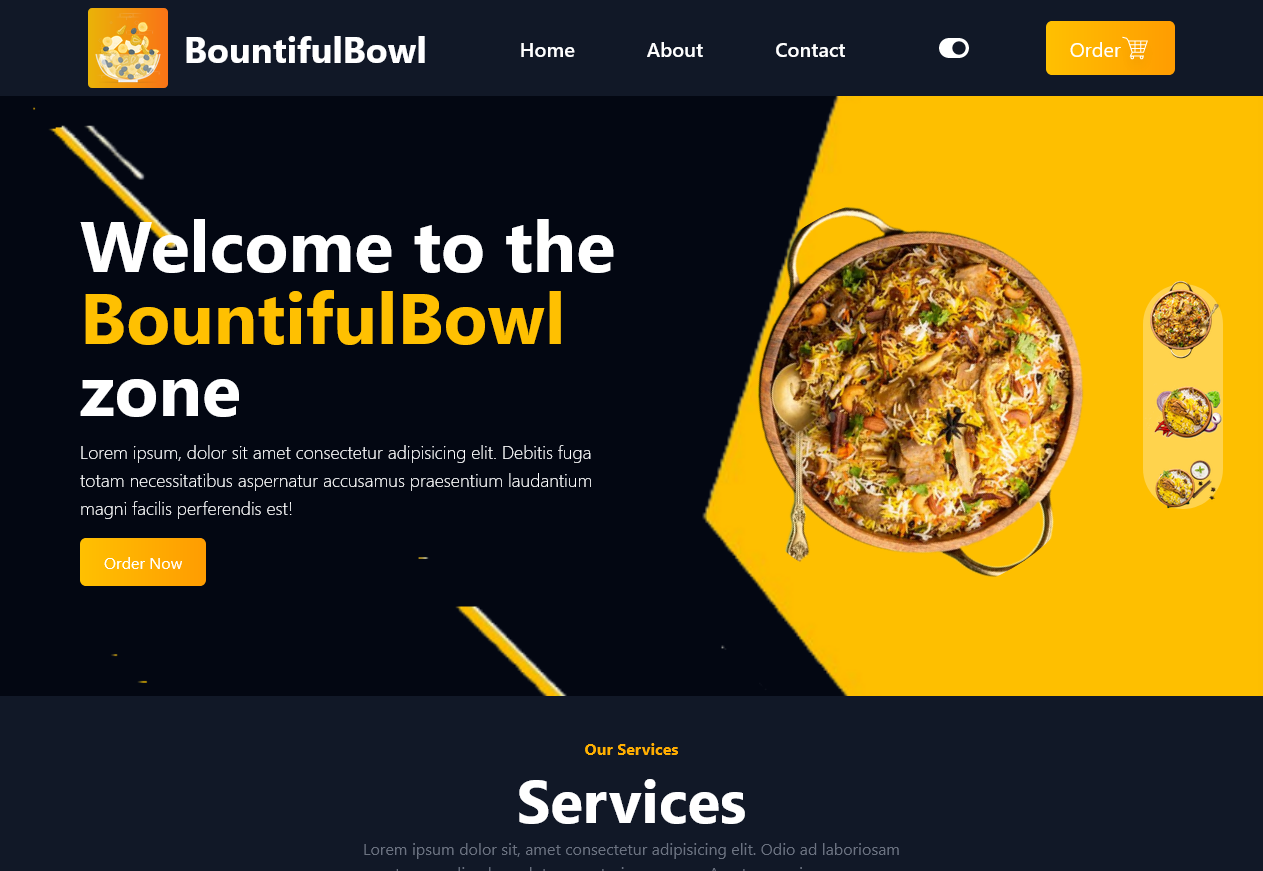 BountifulBowl
Home
About
Contact
Order
Welcome to the
BountifulBowl
zone
Lorem ipsum, dolor sit amet consectetur adipisicing elit. Debitis fuga
totam necessitatibus aspernatur accusamus praesentium laudantium
magni facilis perferendis est!
Order Now
Our Services
Services
Lorem ipsum dolor sit, amet consectetur adipisicing elit. Odio ad laboriosam